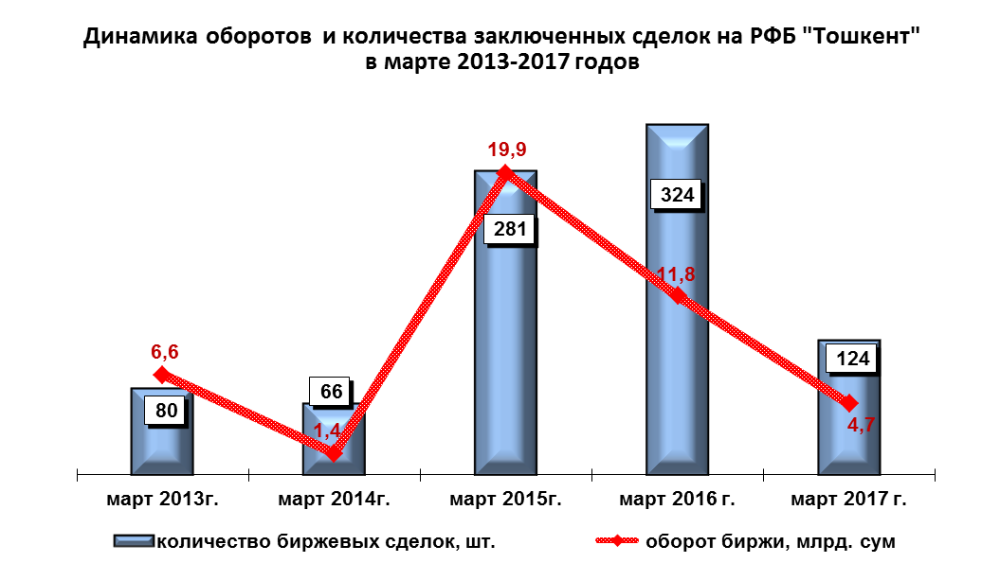 Динамика оборотов и количества заключенных сделок на РФБ "Тошкент"
в марте 2013-2017 годов
19,9
324
281
11,8
6,6
124
66
80
1,4
4,7
март 2013г.
март 2014г.
март 2015г.
март 2016 г.
март 2017 г.
количество биржевых сделок, шт.
оборот биржи, млрд. сум